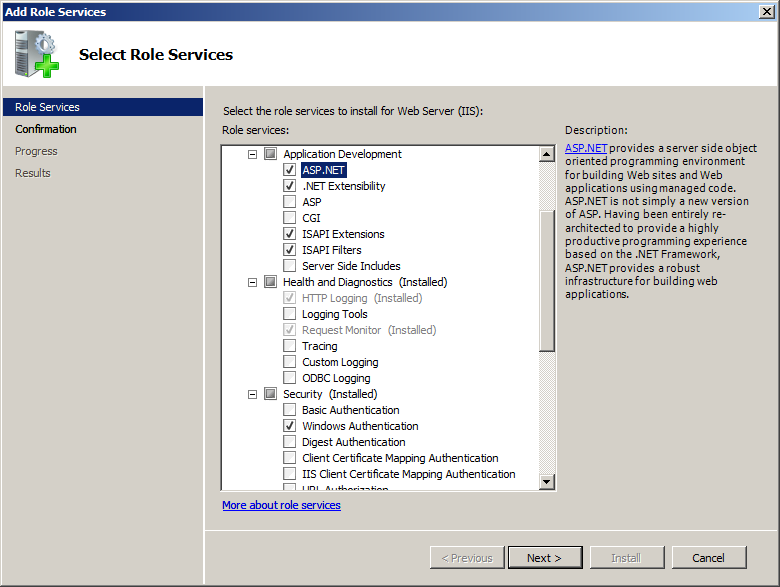 Add Role Services
Select Role Services
Role Services
Confirmation
Progress
Results
Select the role services to install for Web Server (IIS):
Role services:
Application Development
ASP.NET
.NET Extensibility
ASP
CGI
ISAPI Extensions
ISAPI Filters
Server Side Includes
Health and Diagnostics (Installed)
HTTP Logging (Installed)
Logging Tools
Request Monitor (Installed)
Tracing
Custom Logging
ODBC Logging
Security (Installed)
Basic Authentication
Windows Authentication
Digest Authentication
Client Certificate Mapping Authentication
IIS Client Certificate Mapping Authentication
URL Authorization
More about role services
Description:
ASP.NET provides a server side object
oriented programming environment
for building Web sites and Web
applications using managed code.
ASP.NET is not simply a new version
of ASP. Having been entirely re-
architected to provide a highly
productive programming experience
based on the .NET Framework,
ASP.NET provides a robust
infrastructure for building web
applications.
< Previous
Next >
Install
Cancel